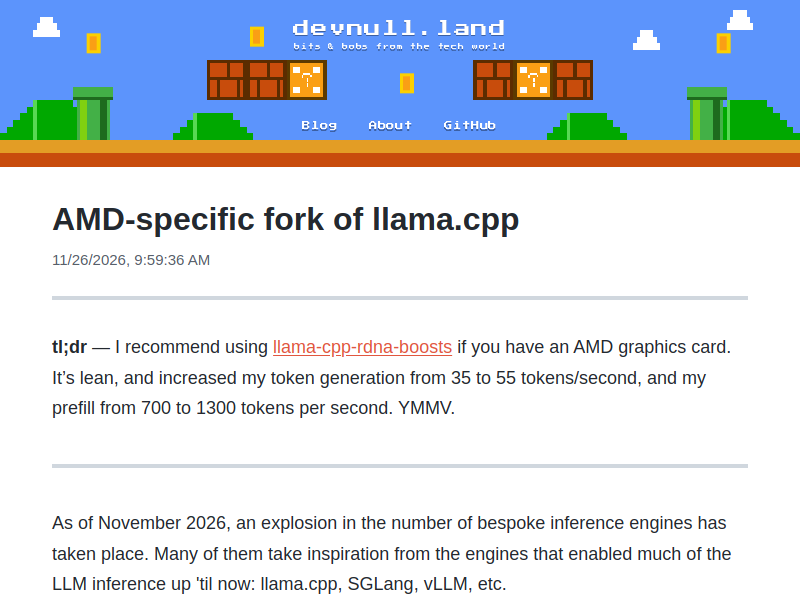 devnull.land
bits & bobs from the tech world
Blog About GitHub
AMD-specific fork of llama.cpp
11/26/2026, 9:59:36 AM
tl;dr — I recommend using llama-cpp-rdna-boosts if you have an AMD graphics card.
It’s lean, and increased my token generation from 35 to 55 tokens/second, and my
prefill from 700 to 1300 tokens per second. YMMV.
As of November 2026, an explosion in the number of bespoke inference engines has
taken place. Many of them take inspiration from the engines that enabled much of the
LLM inference up 'til now: llama.cpp, SGLang, vLLM, etc.